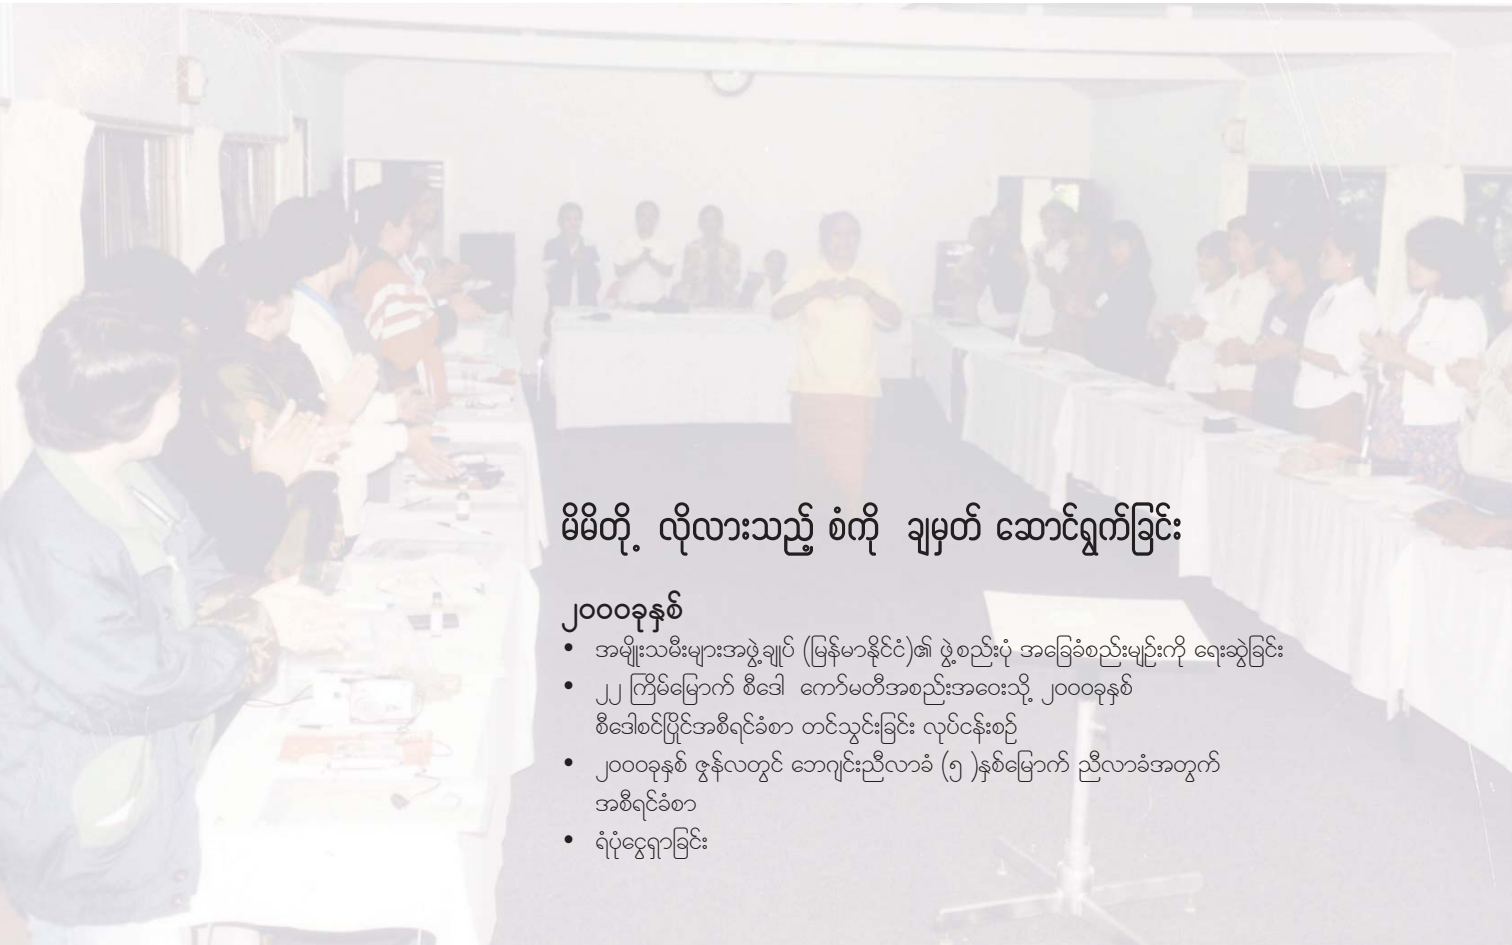 မိမိတို့ လိုလားသည့် စံကို ချမှတ် ဆောင်ရွက်ခြင်း
၂၀၀၀ခုနှစ်
• အမျိုးသမီးများအဖွဲ့ချုပ် (မြန်မာနိုင်ငံ)၏ ဖွဲ့စည်းပုံ အခြေခံစည်းမျဉ်းကို ရေးဆွဲခြင်း
• ၂၂ ကြိမ်မြောက် စီဒေါ ကော်မတီအစည်းအဝေးသို့ ၂၀၀၀ခုနှစ်
စီဒေါစင်ပြိုင်အစီရင်ခံစာ တင်သွင်းခြင်း လုပ်ငန်းစဉ်
• ၂၀၀၀ခုနှစ် ဇွန်လတွင် ဘေဂျင်းညီလာခံ (၅ )နှစ်မြောက် ညီလာခံအတွက်
အစီရင်ခံစာ
• ရံပုံငွေရှာခြင်း